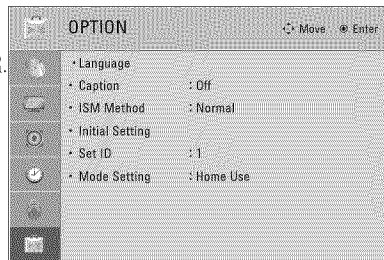 OPTION
Move Enter
• Language
• Caption : Off
• ISM Method : Normal
• Initial Setting
• Set ID : 1
• Mode Setting : Home Use